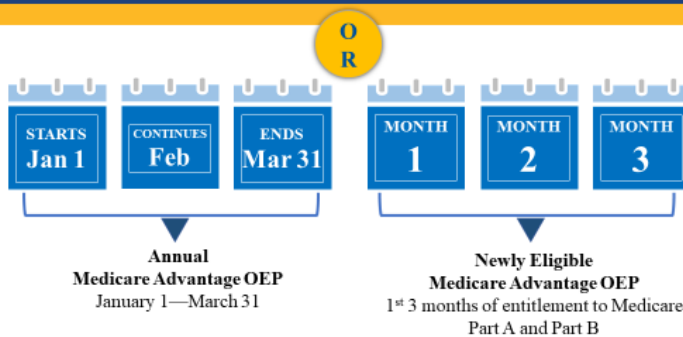 O
R
STARTS
Jan 1
CONTINUES
Feb
ENDS
Mar 31
MONTH
1
MONTH
2
MONTH
3
Annual
Medicare Advantage OEP
January 1—March 31
Newly Eligible
Medicare Advantage OEP
1st 3 months of entitlement to Medicare
Part A and Part B